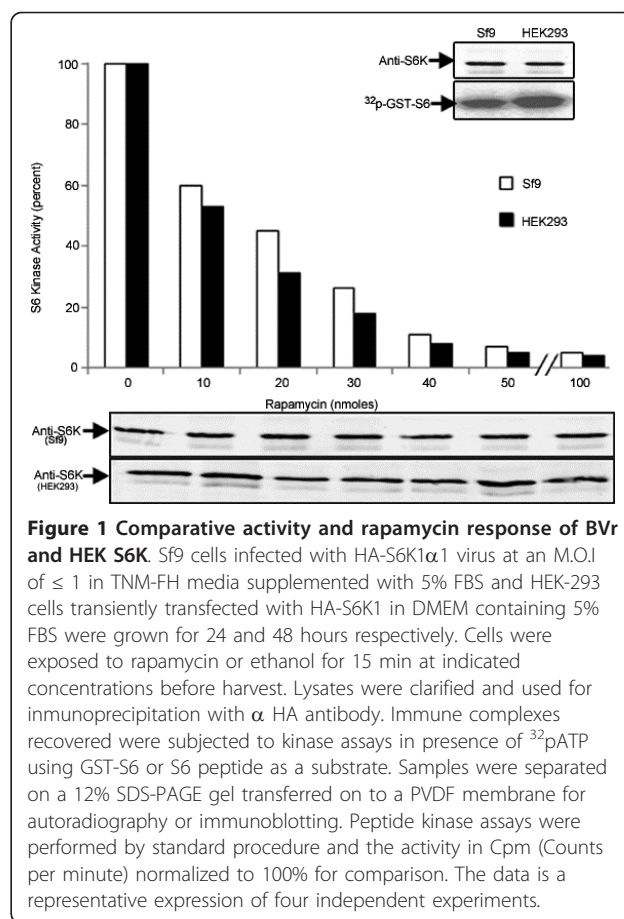 Sf9 HEK293
Anti-S6K
³²p-GST-S6
100
80
60
40
20
0
S6 Kinase Activity (percent)
Sf9
HEK293
0 10 20 30 40 50 100
Rapamycin (nmoles)
Anti-S6K
(Sf9)
Anti-S6K
(HEK293)
Figure 1 Comparative activity and rapamycin response of BVr
and HEK S6K. Sf9 cells infected with HA-S6K1α1 virus at an M.O.I
of ≤ 1 in TNM-FH media supplemented with 5% FBS and HEK-293
cells transiently transfected with HA-S6K1 in DMEM containing 5%
FBS were grown for 24 and 48 hours respectively. Cells were
exposed to rapamycin or ethanol for 15 min at indicated
concentrations before harvest. Lysates were clarified and used for
inmunoprecipitation with α HA antibody. Immune complexes
recovered were subjected to kinase assays in presence of ³²pATP
using GST-S6 or S6 peptide as a substrate. Samples were separated
on a 12% SDS-PAGE gel transferred on to a PVDF membrane for
autoradiography or immunoblotting. Peptide kinase assays were
performed by standard procedure and the activity in Cpm (Counts
per minute) normalized to 100% for comparison. The data is a
representative expression of four independent experiments.